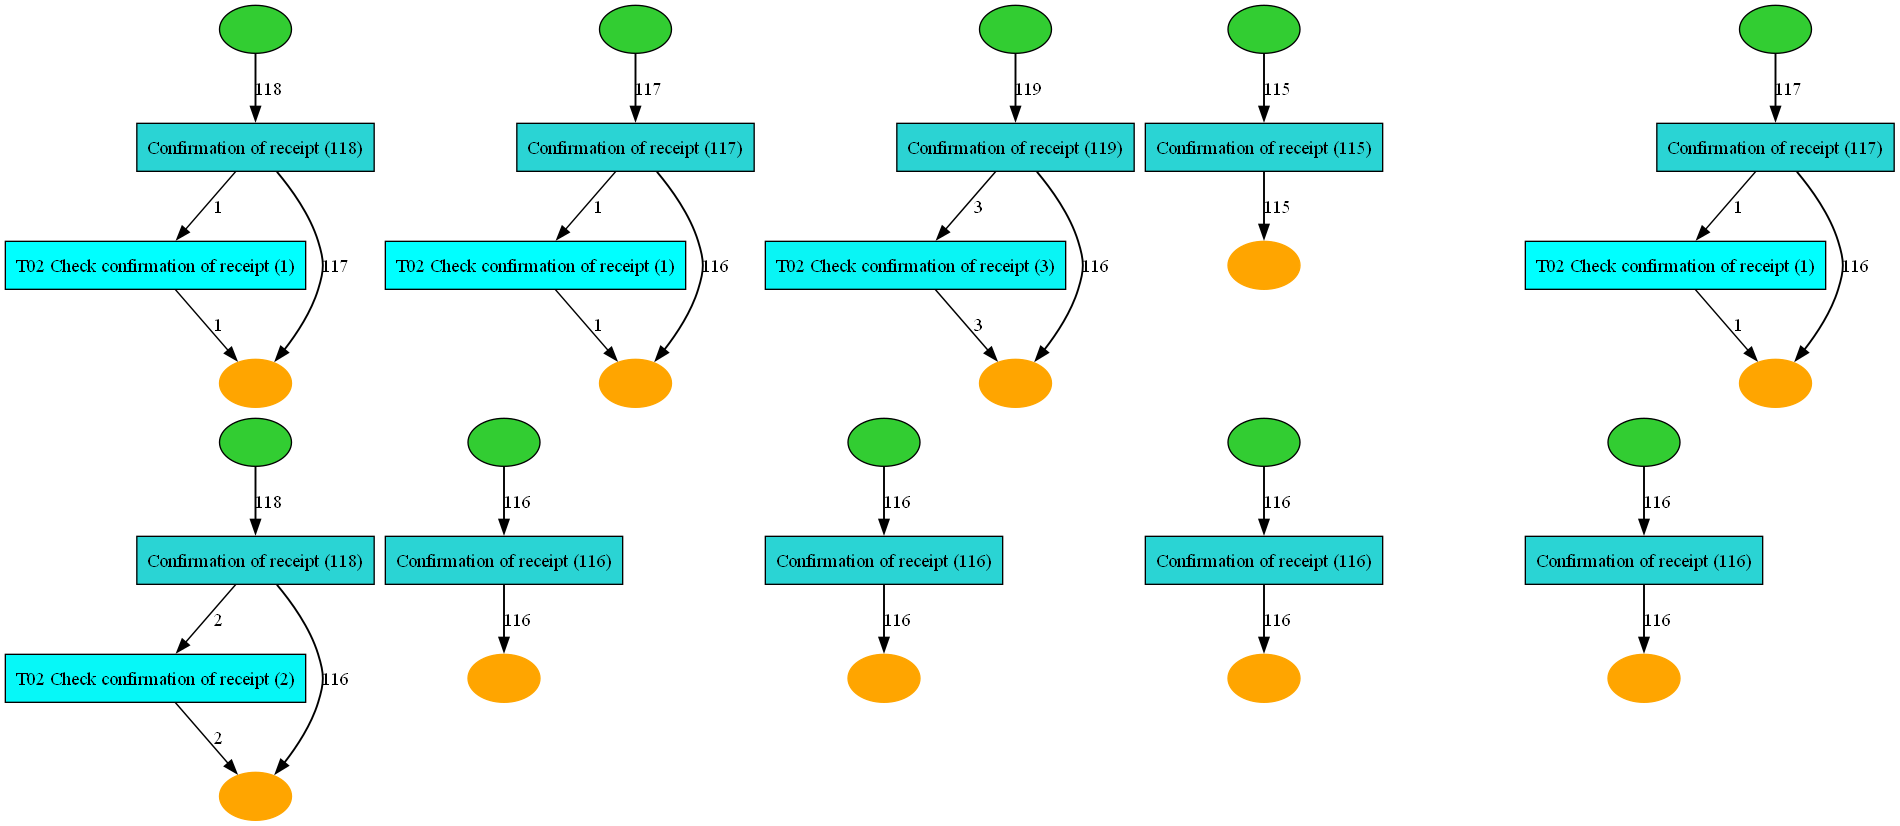 118
Confirmation of receipt (118)
1
T02 Check confirmation of receipt (1)
117
1
117
Confirmation of receipt (117)
1
T02 Check confirmation of receipt (1)
116
1
119
Confirmation of receipt (119)
3
T02 Check confirmation of receipt (3)
116
3
115
Confirmation of receipt (115)
115
117
Confirmation of receipt (117)
1
T02 Check confirmation of receipt (1)
116
1
118
Confirmation of receipt (118)
2
T02 Check confirmation of receipt (2)
116
2
116
Confirmation of receipt (116)
116
116
Confirmation of receipt (116)
116
116
Confirmation of receipt (116)
116
116
Confirmation of receipt (116)
116